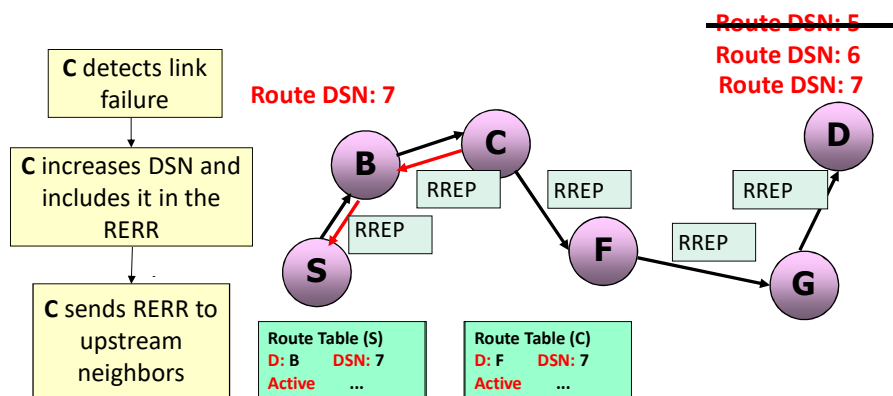 C detects link
failure
C increases DSN and
includes it in the
RERR
C sends RERR to
upstream
neighbors
Route DSN: 7
Route DSN: 5
Route DSN: 6
Route DSN: 7
B
C
D
S
F
G
RREP
RREP
RREP
RREP
RREP
Route Table (S)
D: B DSN: 7
Active ...
Route Table (C)
D: F DSN: 7
Active ...